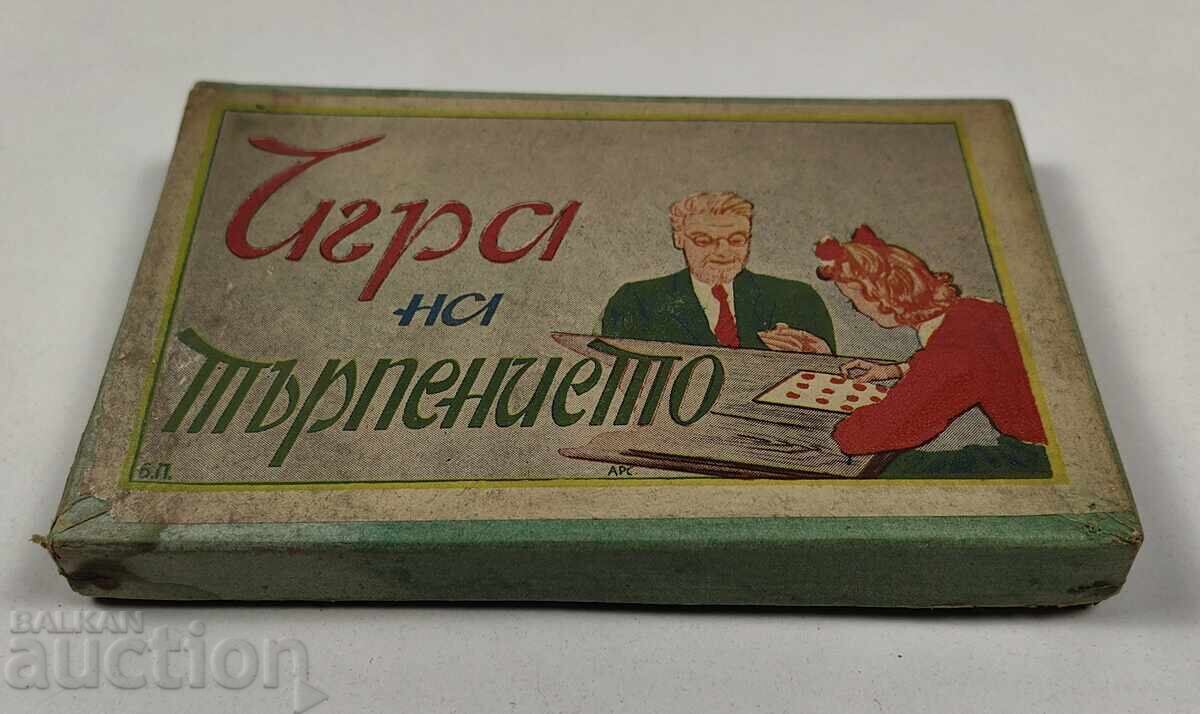 Игра
на
търпението
Б.П.
АРС
BALKAN
auction